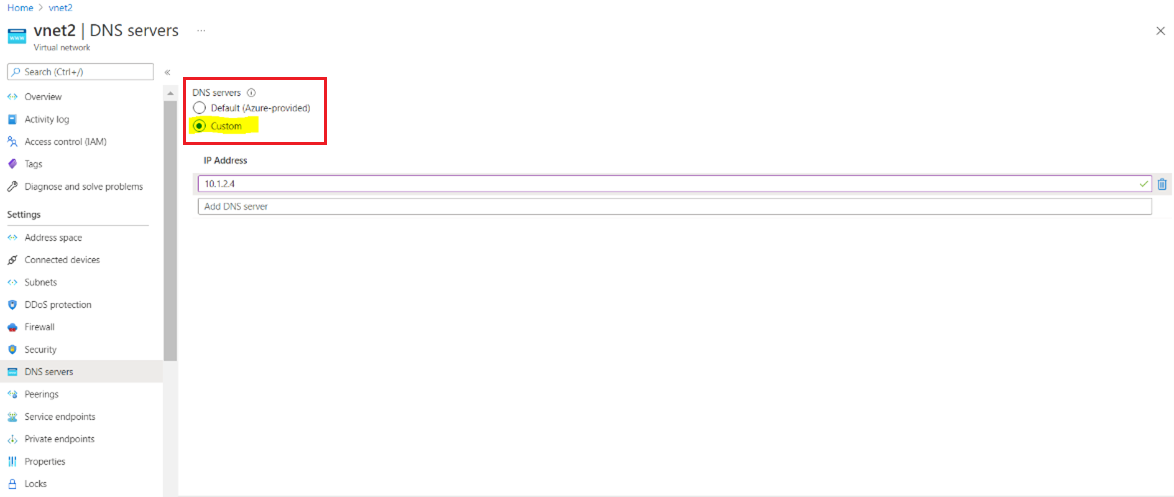 Home > vnet2
vnet2 | DNS servers ...
Virtual network
Search (Ctrl+/)
«
Overview
Activity log
Access control (IAM)
Tags
Diagnose and solve problems
Settings
Address space
Connected devices
Subnets
DDoS protection
Firewall
Security
DNS servers
Peerings
Service endpoints
Private endpoints
Properties
Locks
DNS servers
Default (Azure-provided)
Custom
IP Address
10.1.2.4
Add DNS server